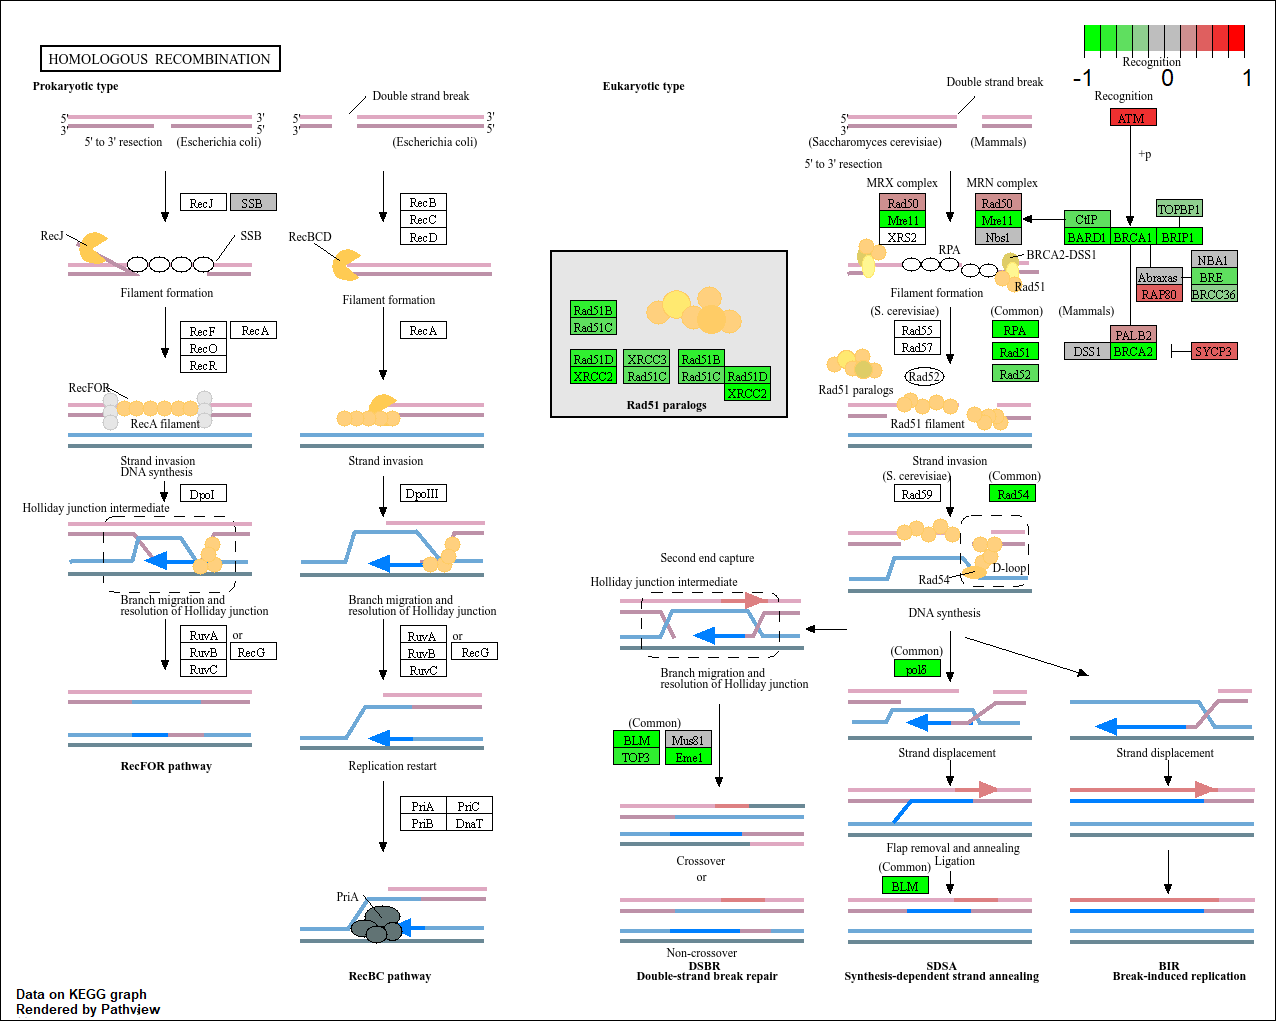 HOMOLOGOUS RECOMBINATION
-1
0
1
Recognition
Prokaryotic type
5'
3'
3'
5'
5' to 3' resection
(Escherichia coli)
RecJ
SSB
RecJ
SSB
Filament formation
RecF
RecA
RecO
RecR
RecFOR
RecA filament
Strand invasion
DNA synthesis
DpoI
Holliday junction intermediate
Branch migration and
resolution of Holliday junction
RuvA
or
RuvB
RecG
RuvC
RecFOR pathway
Double strand break
5'
3'
3'
5'
(Escherichia coli)
RecB
RecC
RecD
RecBCD
Filament formation
RecA
Strand invasion
DpoIII
Branch migration and
resolution of Holliday junction
RuvA
or
RuvB
RecG
RuvC
Replication restart
PriA
PriC
PriB
DnaT
PriA
RecBC pathway
Eukaryotic type
Double strand break
5'
3'
(Saccharomyces cerevisiae)
(Mammals)
5' to 3' resection
MRX complex
MRN complex
Rad50
Mre11
XRS2
Rad50
Mre11
Nbs1
Recognition
ATM
+p
CtIP
TOPBP1
BARD1
BRCA1
BRIP1
NBA1
Abraxas
BRE
RAP80
BRCC36
RPA
BRCA2-DSS1
Rad51
Filament formation
(S. cerevisiae)
(Common)
(Mammals)
Rad55
Rad57
RPA
Rad51
Rad52
Rad52
PALB2
DSS1
BRCA2
SYCP3
Rad51 paralogs
Rad51 filament
Rad51B
Rad51C
Rad51D
XRCC2
XRCC3
Rad51C
Rad51B
Rad51C
Rad51D
XRCC2
Rad51 paralogs
Strand invasion
(S. cerevisiae)
(Common)
Rad59
Rad54
Rad54
D-loop
DNA synthesis
Second end capture
Holliday junction intermediate
Branch migration and
resolution of Holliday junction
(Common)
BLM
Mus81
TOP3
Eme1
Crossover
or
Non-crossover
DSBR
Double-strand break repair
(Common)
polδ
Strand displacement
Flap removal and annealing
Ligation
(Common)
BLM
SDSA
Synthesis-dependent strand annealing
Strand displacement
BIR
Break-induced replication
Data on KEGG graph
Rendered by Pathview